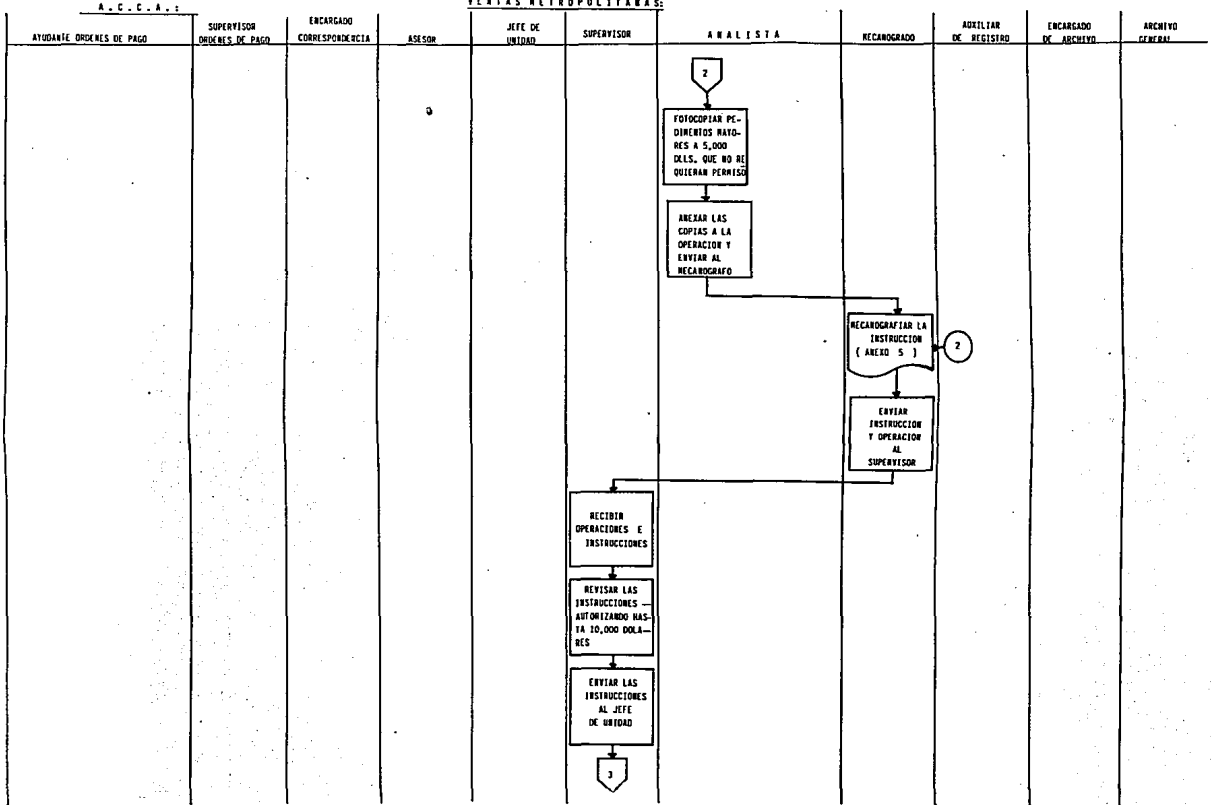 A.C.C.A.:
VENTAS METROPOLITANAS:
AYUDANTE ORDENES DE PAGO
SUPERVISOR
ORDENES DE PAGO
ENCARGADO
CORRESPONDENCIA
ASESOR
JEFE DE
UNIDAD
SUPERVISOR
ANALISTA
MECANOGRADO
AUXILIAR
DE REGISTRO
ENCARGADO
DE ARCHIVO
ARCHIVO
GENERAL
2
FOTOCOPIAR PE-
DIMENTOS MAYO-
RES A 5,000
DLLS. QUE NO RE
QUIERAN PERMISO
ANEXAR LAS
COPIAS A LA
OPERACION Y
ENVIAR AL
MECANOGRAFO
MECANOGRAFIAR LA
INSTRUCCION
( ANEXO 5 )
2
ENVIAR
INSTRUCCION
Y OPERACION
AL
SUPERVISOR
RECIBIR
OPERACIONES E
INSTRUCCIONES
REVISAR LAS
INSTRUCCIONES —
AUTORIZANDO HAS-
TA 10,000 DOLA—
RES
ENVIAR LAS
INSTRUCCIONES
AL JEFE
DE UNIDAD
3